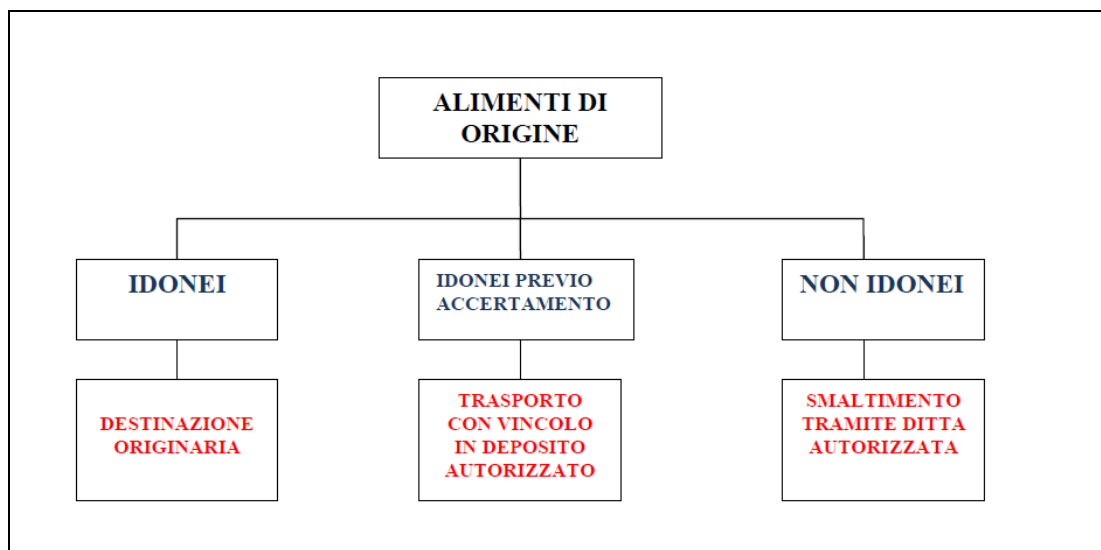 ALIMENTI DI
ORIGINE
IDONEI
IDONEI PREVIO
ACCERTAMENTO
NON IDONEI
DESTINAZIONE
ORIGINARIA
TRASPORTO
CON VINCOLO
IN DEPOSITO
AUTORIZZATO
SMALTIMENTO
TRAMITE DITTA
AUTORIZZATA